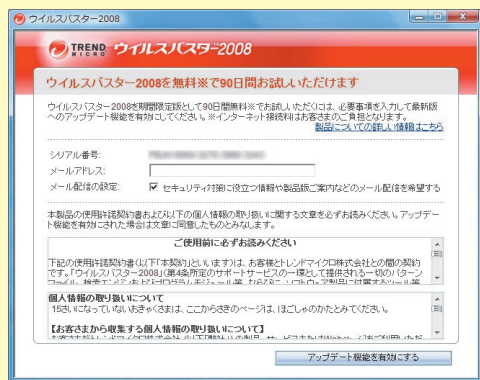 ウイルスバスター2008
TREND MICRO ウイルスバスター2008
ウイルスバスター2008を無料※で90日間お試しいただけます
ウイルスバスター2008を期間限定版として90日間無料※でお試しいただくには、必要事項を入力して最新版
へのアップデート機能を有効にしてください。※インターネット接続料はお客さまのご負担となります。
製品についての詳しい情報はこちら
シリアル番号:
メールアドレス:
メール配信の設定: セキュリティ対策に役立つ情報や製品版ご案内などのメール配信を希望する
本製品の使用許諾契約書および以下の個人情報の取り扱いに関する文章を必ずお読みください。アップデー
ト機能を有効にされた場合は文章に同意したものとみなします。
ご使用前に必ずお読みください
下記の使用許諾契約書(以下「本契約」といいます)は、お客様とトレンドマイクロ株式会社との間の契約
です。「ウイルスバスター2008」(第4条所定のサポートサービスの一環として提供される一切のパターン
個人情報の取り扱いについて
15さいになっていないおきゃくさまは、ここからさきのページは、ほごしゃのかたとみてください。
【お客さまから収集する個人情報の取り扱いについて】
アップデート機能を有効にする